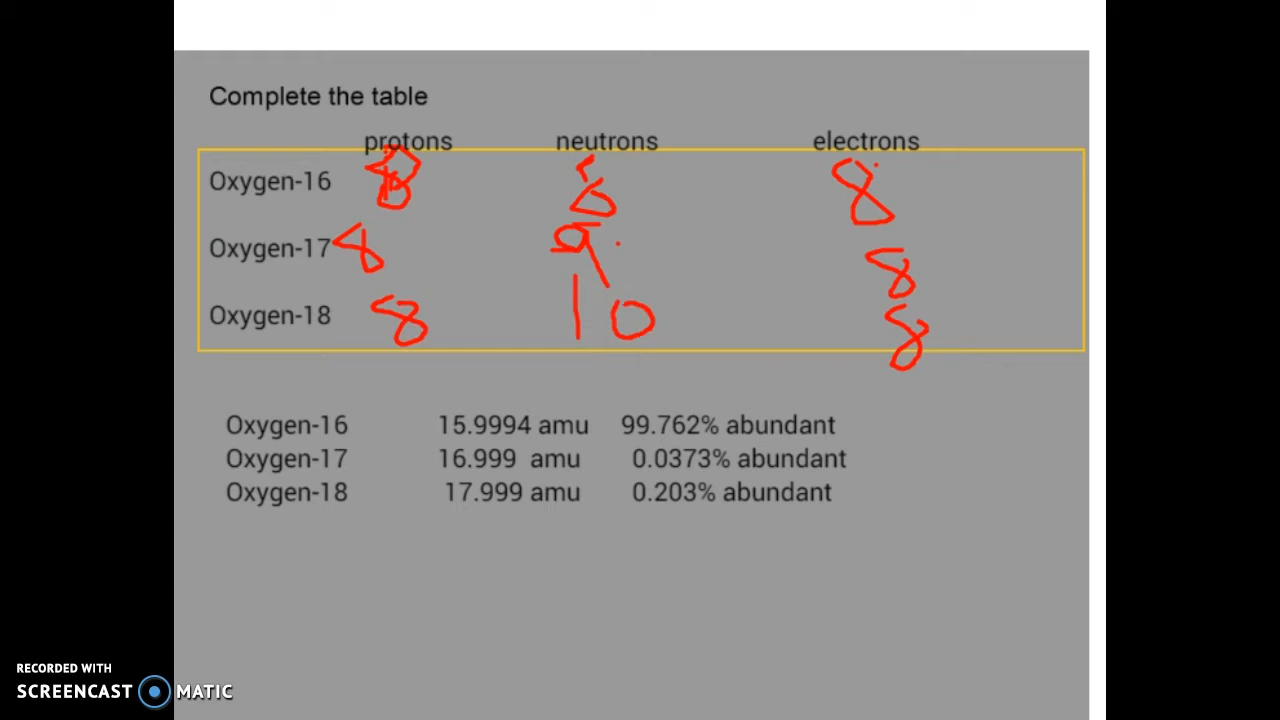 Complete the table
protons neutrons electrons
Oxygen-16 8 8 8
Oxygen-17 8 9 8
Oxygen-18 8 10 8
Oxygen-16 15.9994 amu 99.762% abundant
Oxygen-17 16.999 amu 0.0373% abundant
Oxygen-18 17.999 amu 0.203% abundant
RECORDED WITH
SCREENCAST MATIC